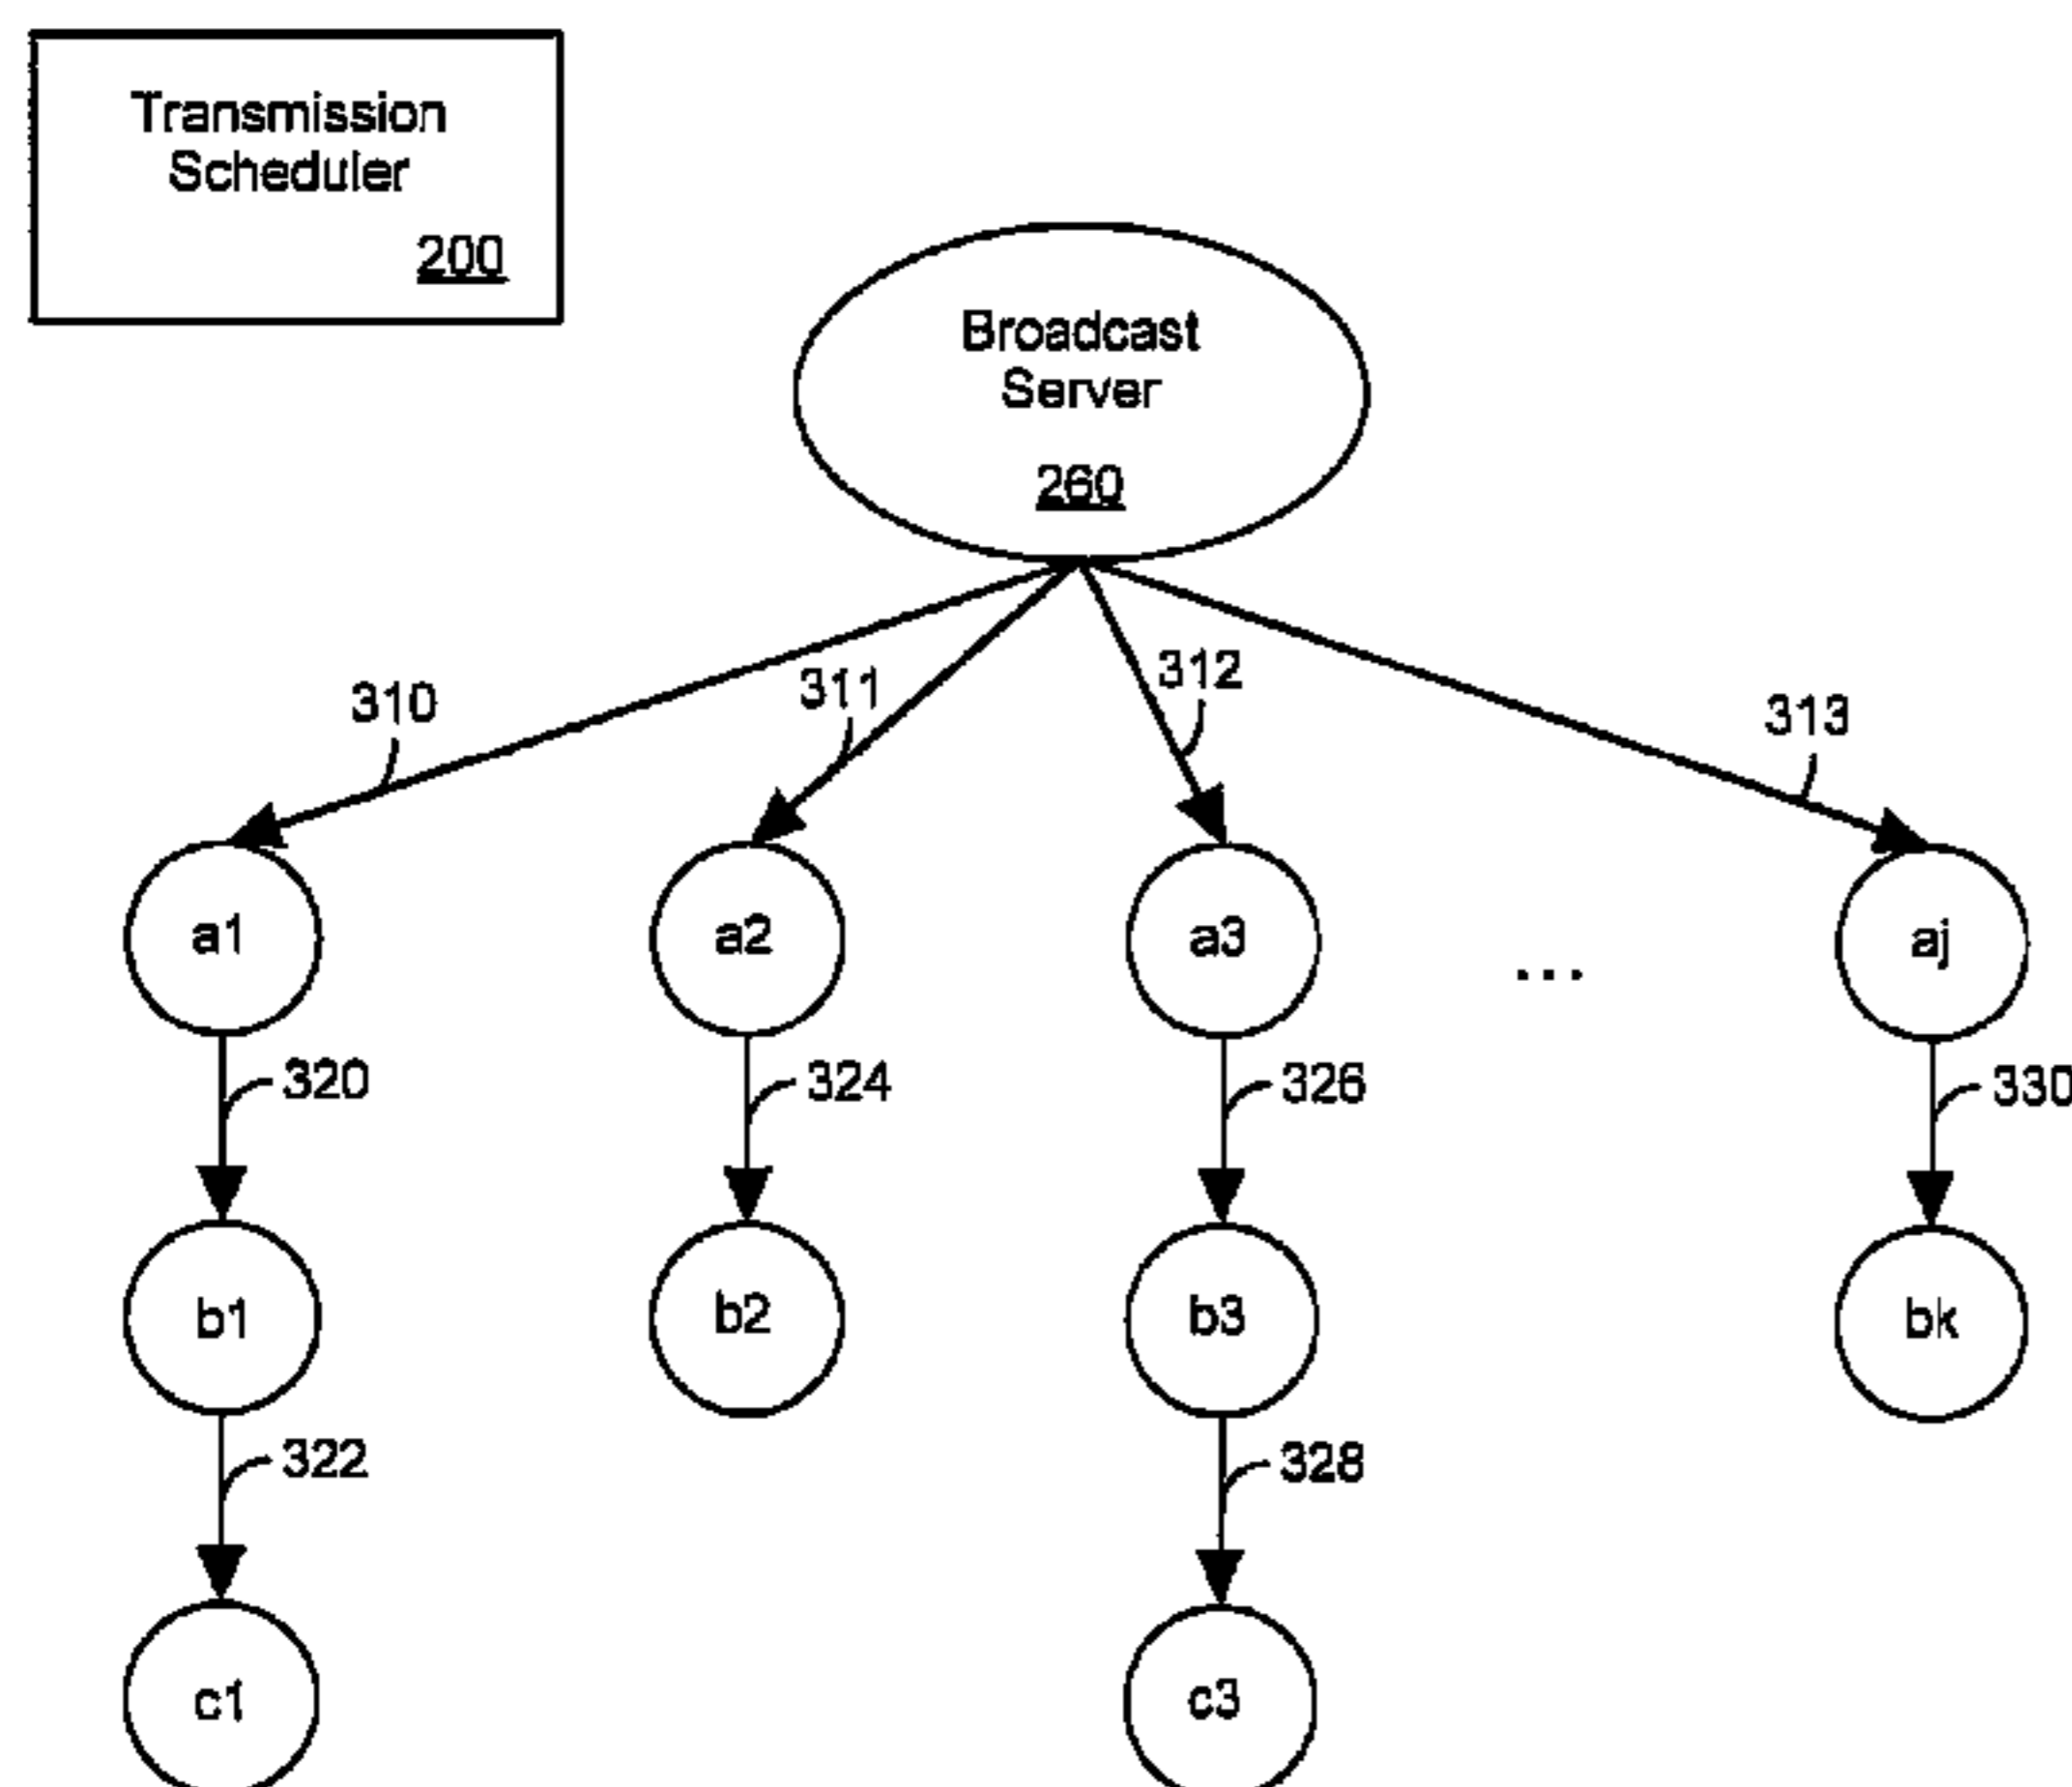 Transmission
Scheduler
200
Broadcast
Server
260
310
311
312
313
a1
a2
a3
...
aj
320
324
326
330
b1
b2
b3
bk
322
328
c1
c3